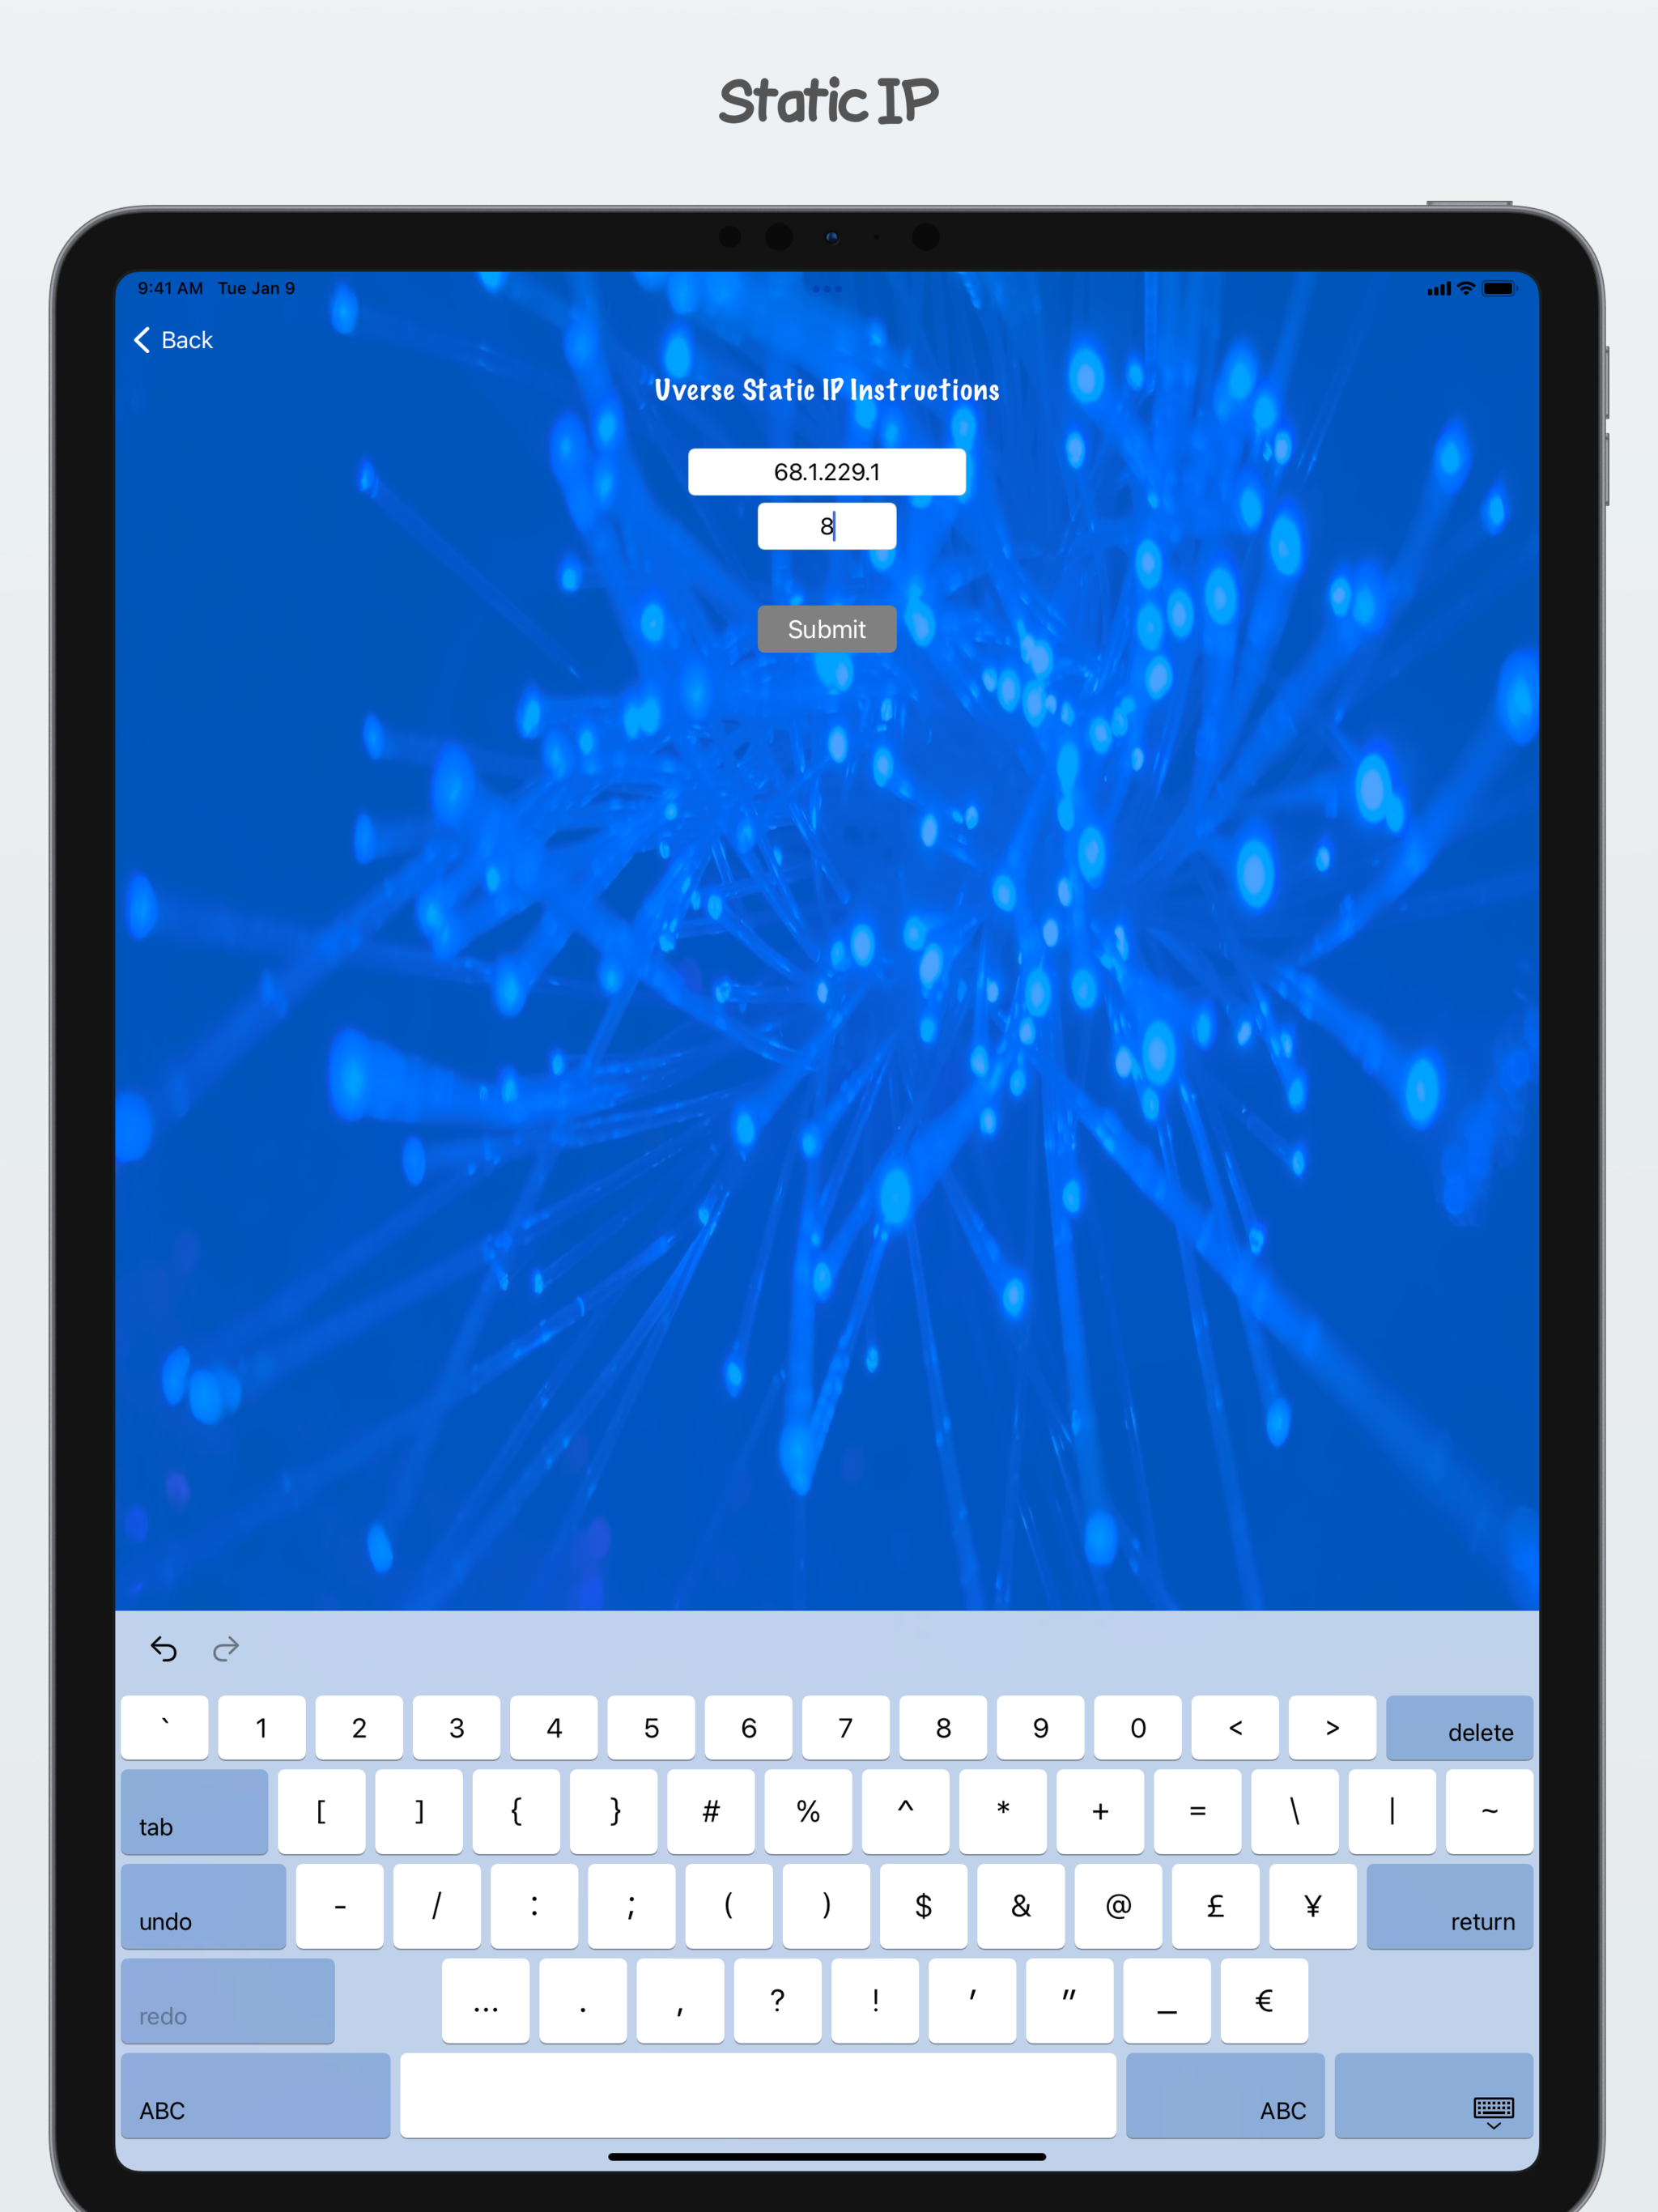 Static IP
9:41 AM Tue Jan 9
Back
Uverse Static IP Instructions
68.1.229.1
8
Submit
` 1 2 3 4 5 6 7 8 9 0 < > delete
tab [ ] { } # % ^ * + = \ | ~
undo - / : ; ( ) $ & @ £ ¥ return
redo ... . , ? ! ' " _ €
ABC ABC